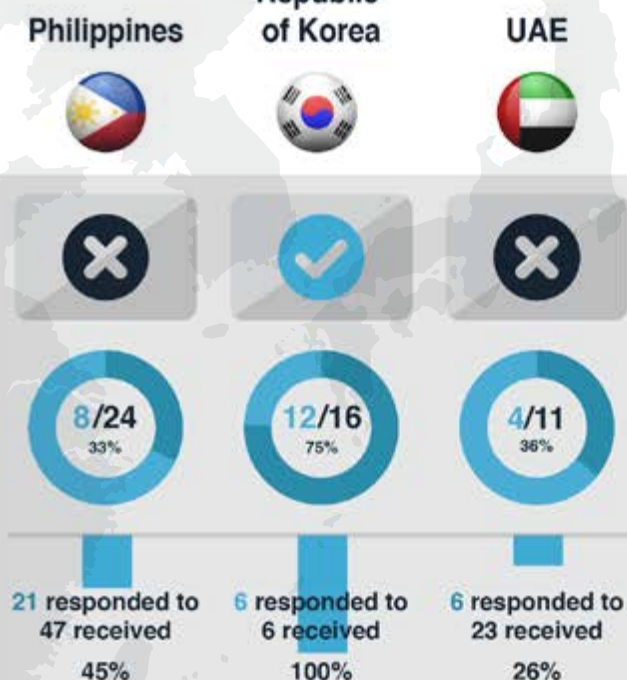 Philippines
Republic
of Korea
UAE
8/24
33%
12/16
75%
4/11
36%
21 responded to
47 received
45%
6 responded to
6 received
100%
6 responded to
23 received
26%